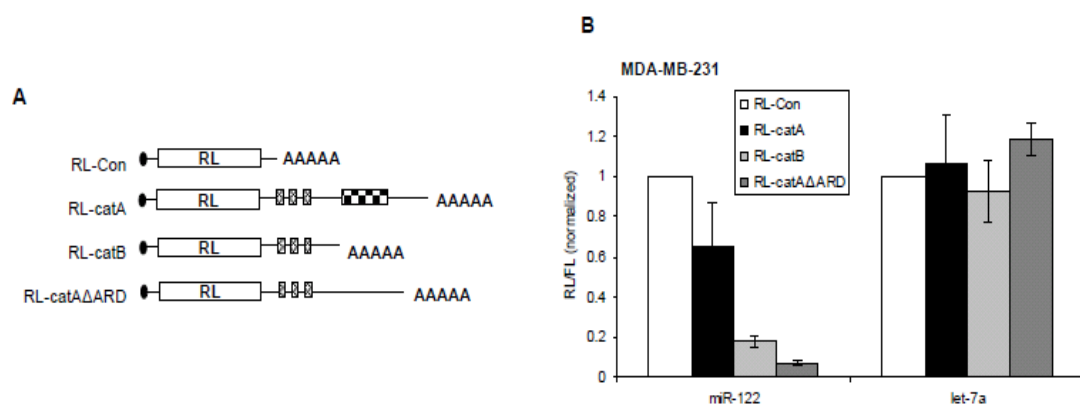 A
RL-Con RL AAAAA
RL-catA RL AAAAA
RL-catB RL AAAAA
RL-catAΔARD RL AAAAA
B
MDA-MB-231
RL-Con
RL-catA
RL-catB
RL-catAΔARD
RL/FL (normalized)
1.4
1.2
1
0.8
0.6
0.4
0.2
0
miR-122 let-7a